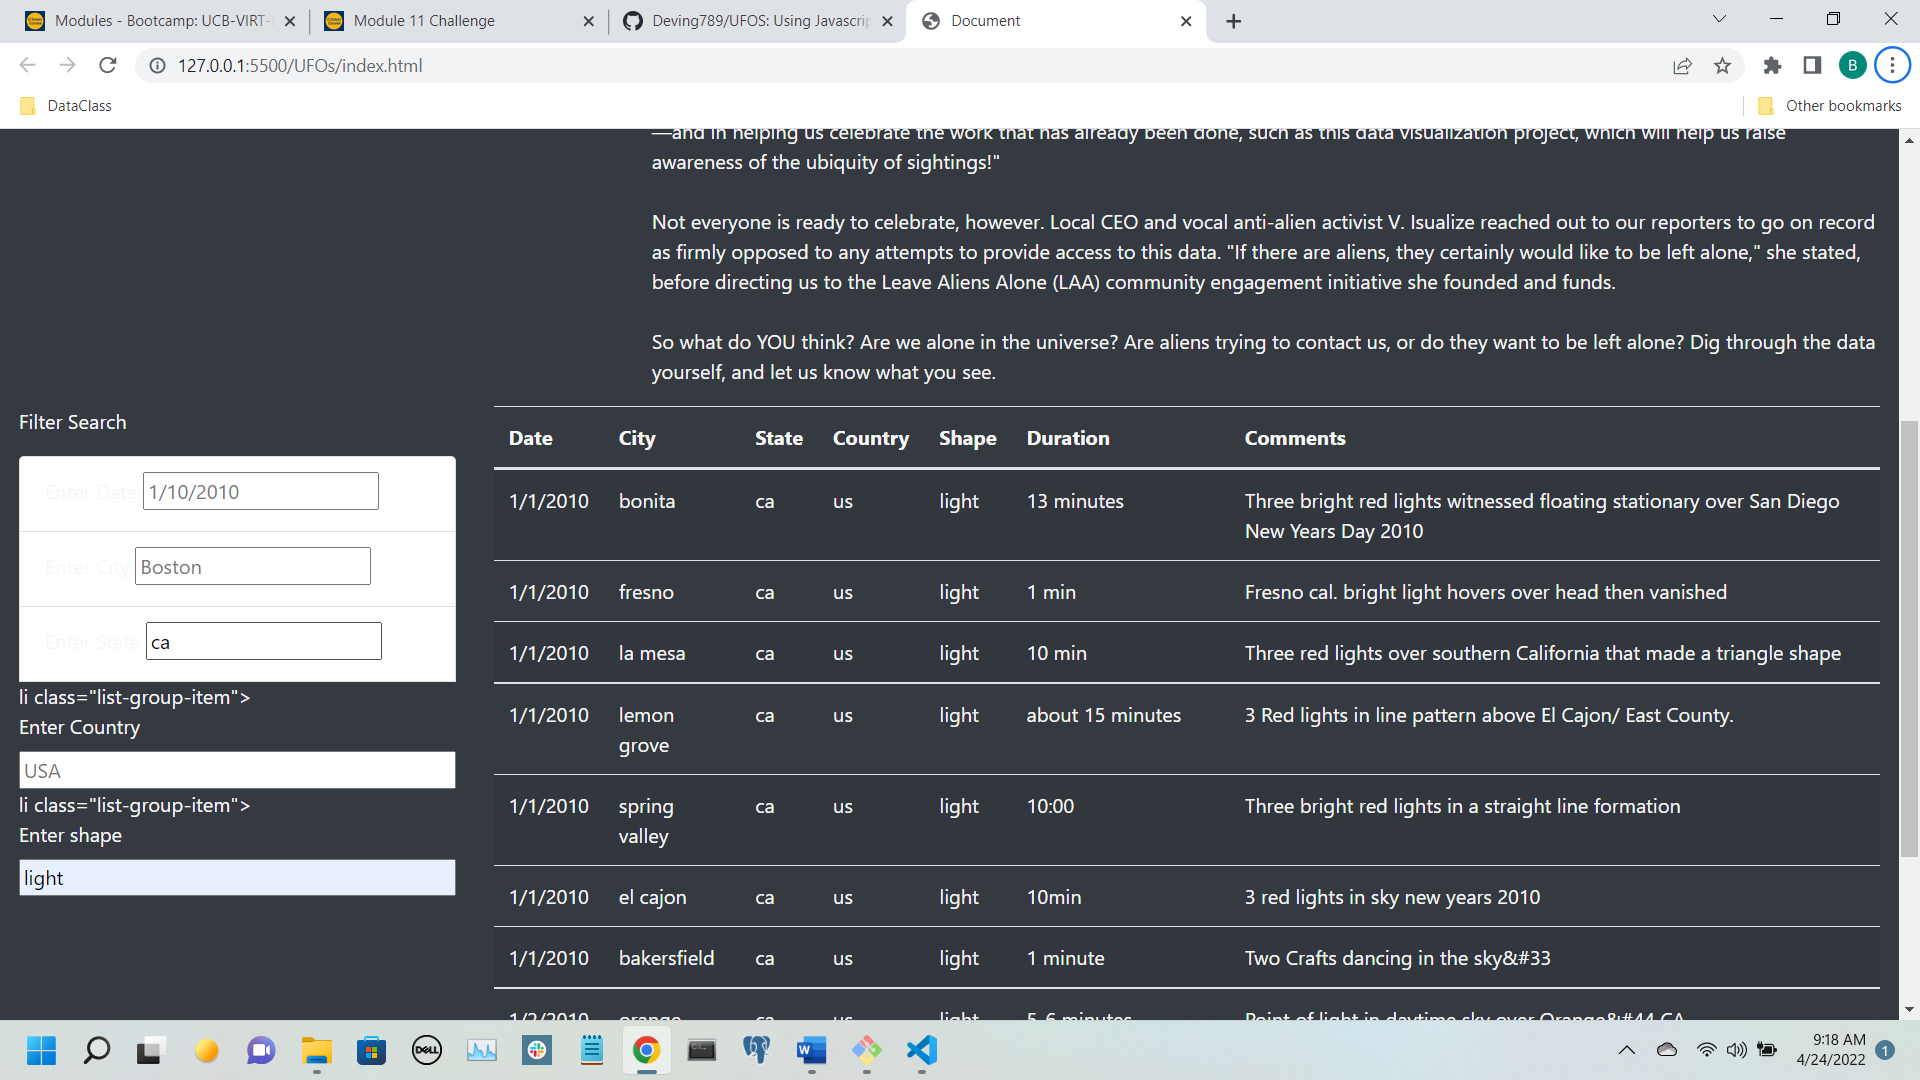 Modules - Bootcamp: UCB-VIRT-
Module 11 Challenge
Deving789/UFOS: Using Javascrip
Document
127.0.0.1:5500/UFOs/index.html
B
DataClass
Other bookmarks
—and in helping us celebrate the work that has already been done, such as this data visualization project, which will help us raise
awareness of the ubiquity of sightings!"
Not everyone is ready to celebrate, however. Local CEO and vocal anti-alien activist V. Isualize reached out to our reporters to go on record
as firmly opposed to any attempts to provide access to this data. "If there are aliens, they certainly would like to be left alone," she stated,
before directing us to the Leave Aliens Alone (LAA) community engagement initiative she founded and funds.
So what do YOU think? Are we alone in the universe? Are aliens trying to contact us, or do they want to be left alone? Dig through the data
yourself, and let us know what you see.
Filter Search
Enter Date 1/10/2010
Enter City Boston
Enter State ca
li class="list-group-item">
Enter Country
USA
li class="list-group-item">
Enter shape
light
Date City State Country Shape Duration Comments
1/1/2010 bonita ca us light 13 minutes Three bright red lights witnessed floating stationary over San Diego
New Years Day 2010
1/1/2010 fresno ca us light 1 min Fresno cal. bright light hovers over head then vanished
1/1/2010 la mesa ca us light 10 min Three red lights over southern California that made a triangle shape
1/1/2010 lemon ca us light about 15 minutes 3 Red lights in line pattern above El Cajon/ East County.
grove
1/1/2010 spring ca us light 10:00 Three bright red lights in a straight line formation
valley
1/1/2010 el cajon ca us light 10min 3 red lights in sky new years 2010
1/1/2010 bakersfield ca us light 1 minute Two Crafts dancing in the sky&#33
1/2/2010 orange ca us light 5-6 minutes Point of light in daytime sky over Orange&#44 CA
DELL
W
9:18 AM
4/24/2022
1